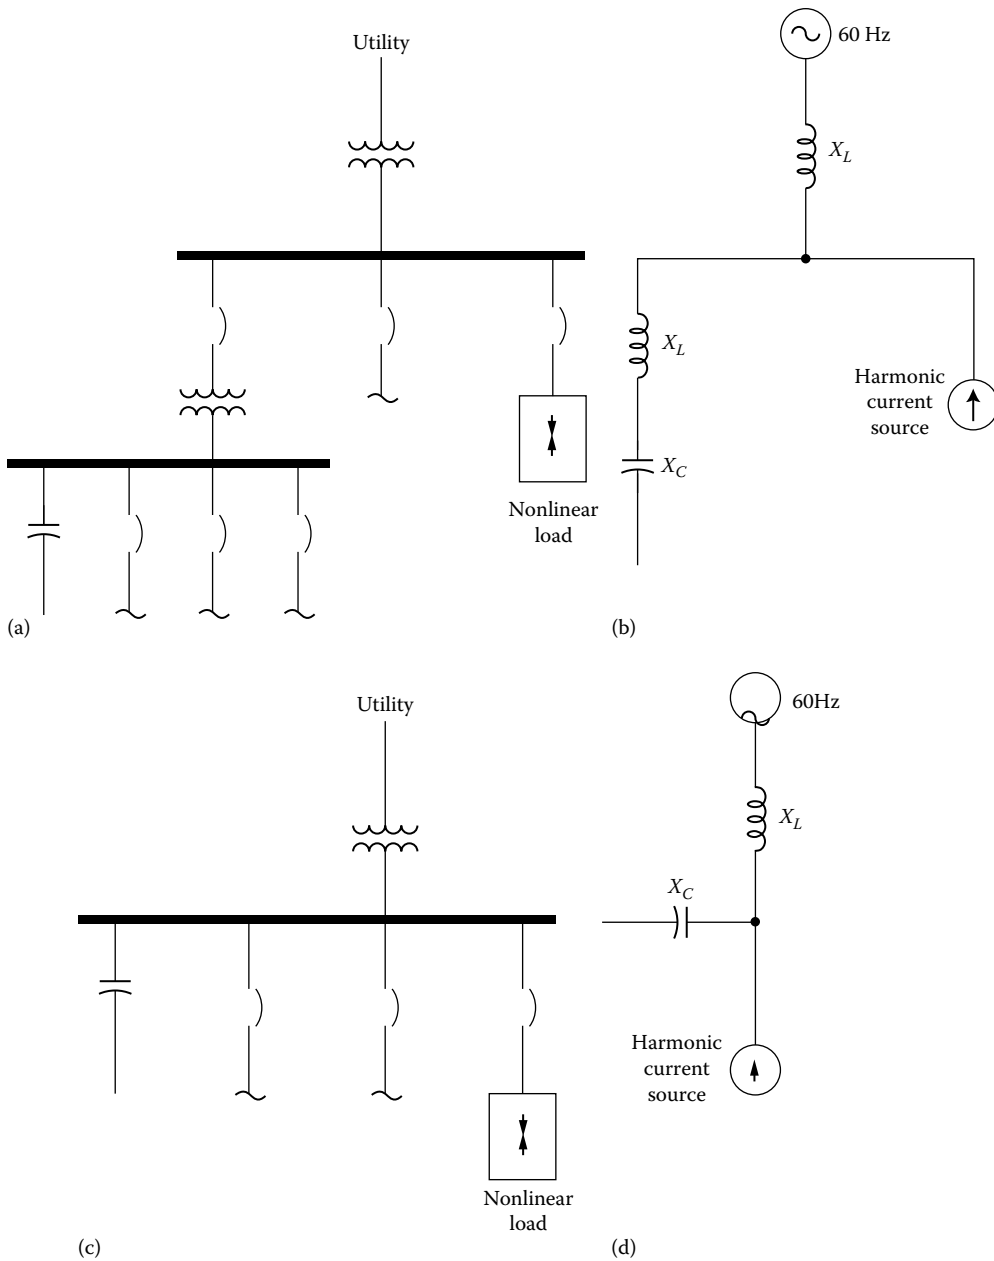 Utility
Nonlinear
load
(a)
60 Hz
X_L
X_L
Harmonic
current
source
X_C
(b)
Utility
Nonlinear
load
(c)
60Hz
X_L
X_C
Harmonic
current
source
(d)